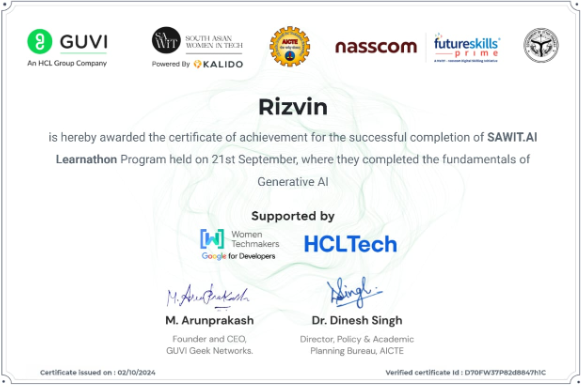 GUVI
An HCL Group Company
SA
WIT
SOUTH ASIAN
WOMEN IN TECH
Powered By KALIDO
AICTE
nasscom
futureskills
prime
Rizvin
is hereby awarded the certificate of achievement for the successful completion of SAWIT.AI
Learnathon Program held on 21st September, where they completed the fundamentals of
Generative AI
Supported by
Women
Techmakers
Google for Developers
HCLTech
M. Arunprakash
Dr. Dinesh Singh
Founder and CEO,
GUVI Geek Networks.
Director, Policy & Academic
Planning Bureau, AICTE
Certificate issued on : 02/10/2024
Verified certificate Id : D70FW37P82d8847h1C